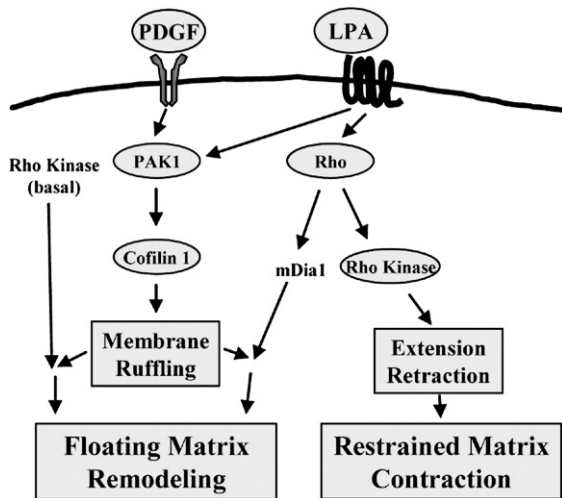 PDGF
LPA
PAK1
Rho
Rho Kinase
(basal)
Cofilin 1
mDia1
Rho Kinase
Membrane
Ruffling
Extension
Retraction
Floating Matrix
Remodeling
Restrained Matrix
Contraction